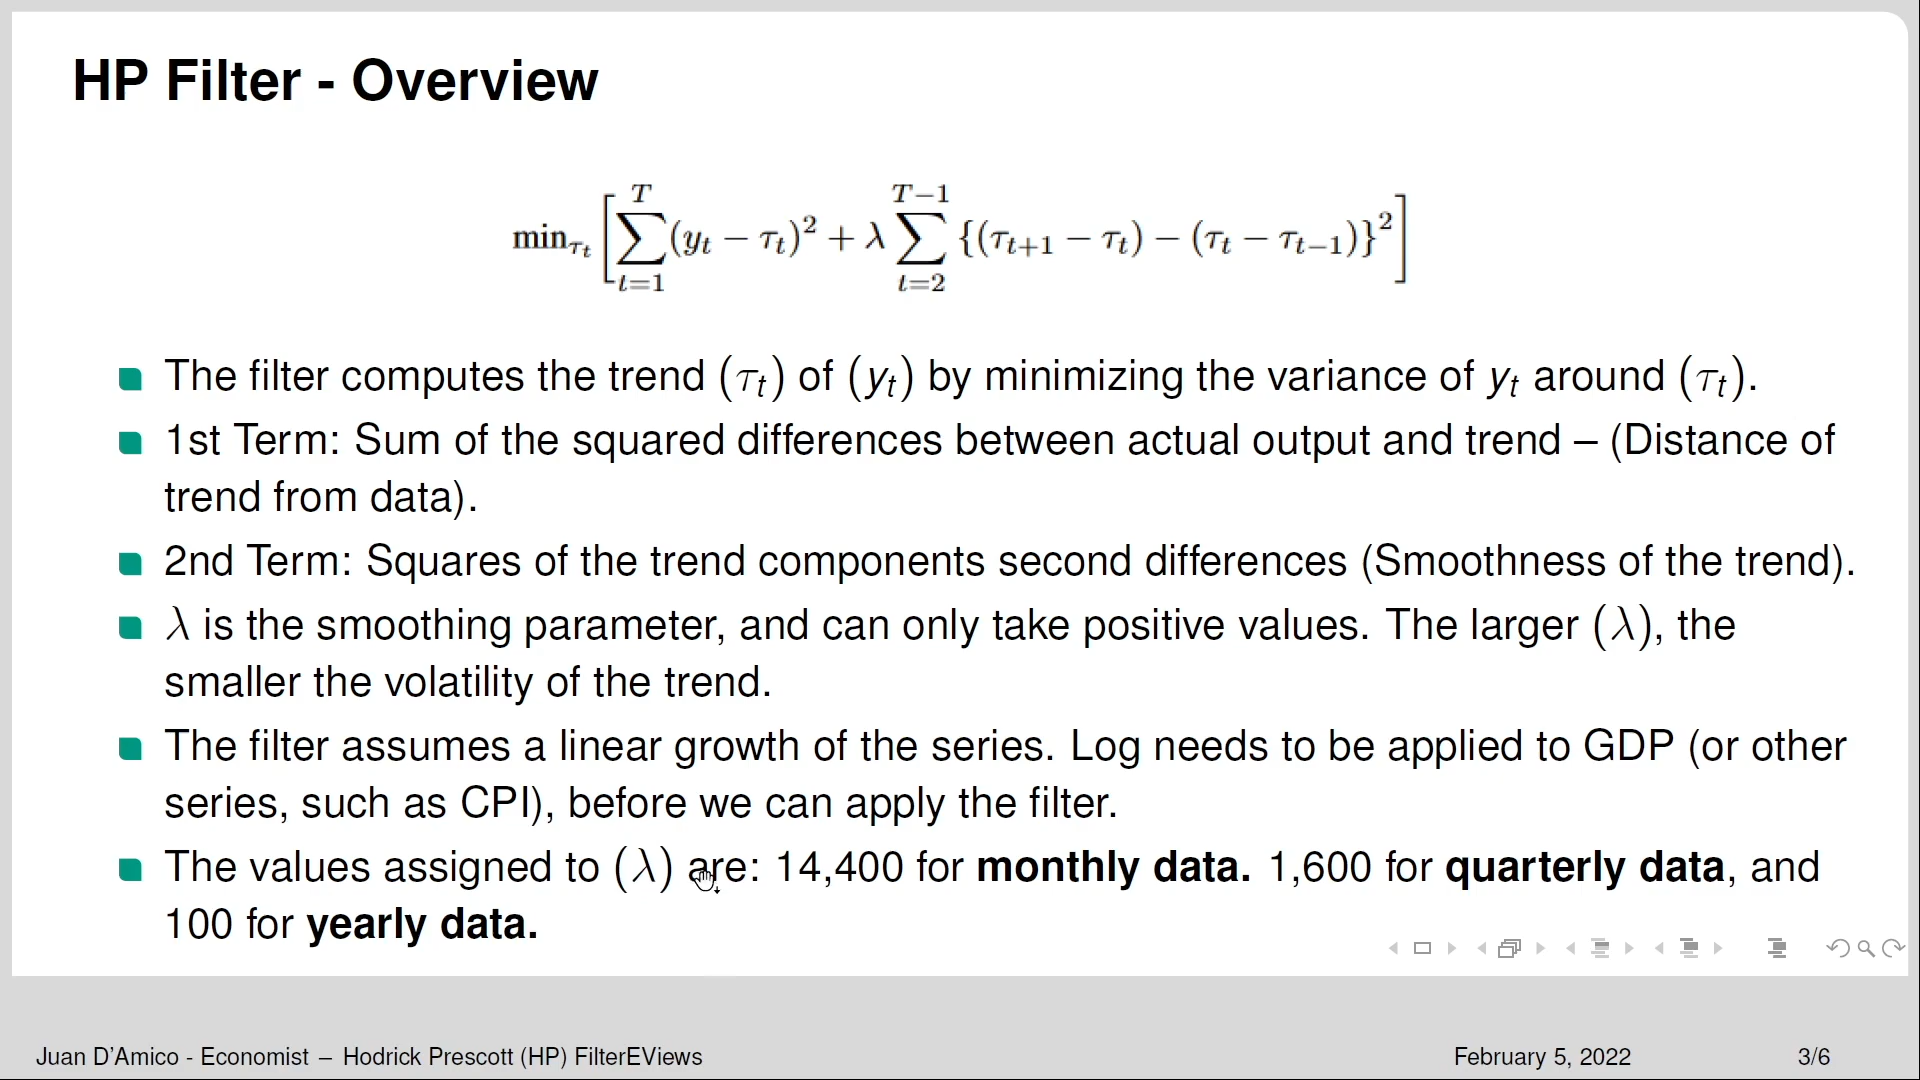 HP Filter - Overview
min_{τ_t} [ ∑_{t=1}^{T} (y_t − τ_t)² + λ ∑_{t=2}^{T−1} {(τ_{t+1} − τ_t) − (τ_t − τ_{t−1})}² ]
The filter computes the trend (τ_t) of (y_t) by minimizing the variance of y_t around (τ_t).
1st Term: Sum of the squared differences between actual output and trend – (Distance of
trend from data).
2nd Term: Squares of the trend components second differences (Smoothness of the trend).
λ is the smoothing parameter, and can only take positive values. The larger (λ), the
smaller the volatility of the trend.
The filter assumes a linear growth of the series. Log needs to be applied to GDP (or other
series, such as CPI), before we can apply the filter.
The values assigned to (λ) are: 14,400 for monthly data. 1,600 for quarterly data, and
100 for yearly data.
Juan D'Amico - Economist – Hodrick Prescott (HP) FilterEViews February 5, 2022 3/6